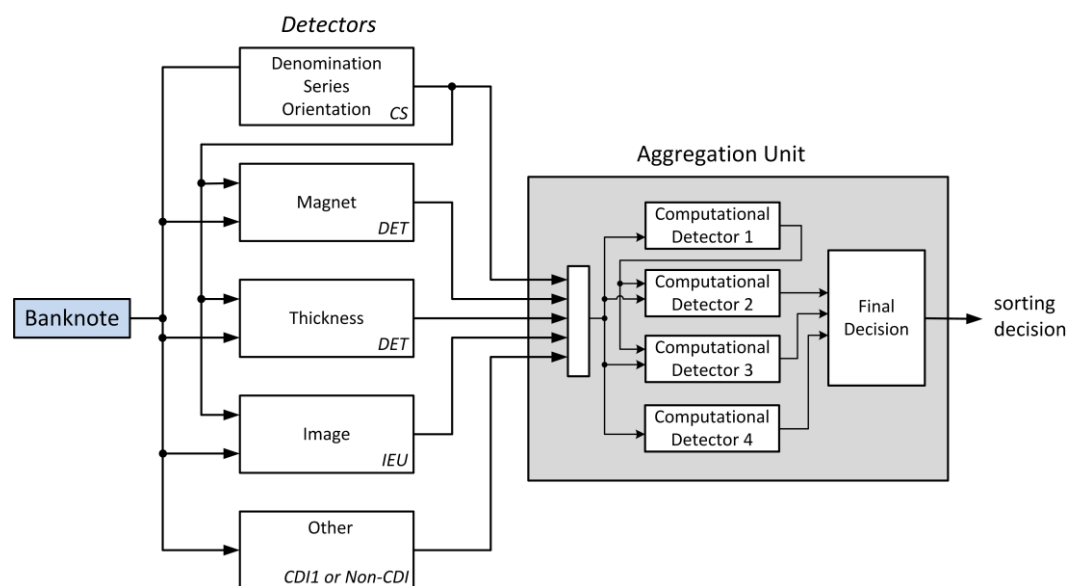 Detectors
Denomination
Series
Orientation
CS
Magnet
DET
Thickness
DET
Image
IEU
Other
CDI1 or Non-CDI
Banknote
Aggregation Unit
Computational
Detector 1
Computational
Detector 2
Computational
Detector 3
Computational
Detector 4
Final
Decision
sorting
decision